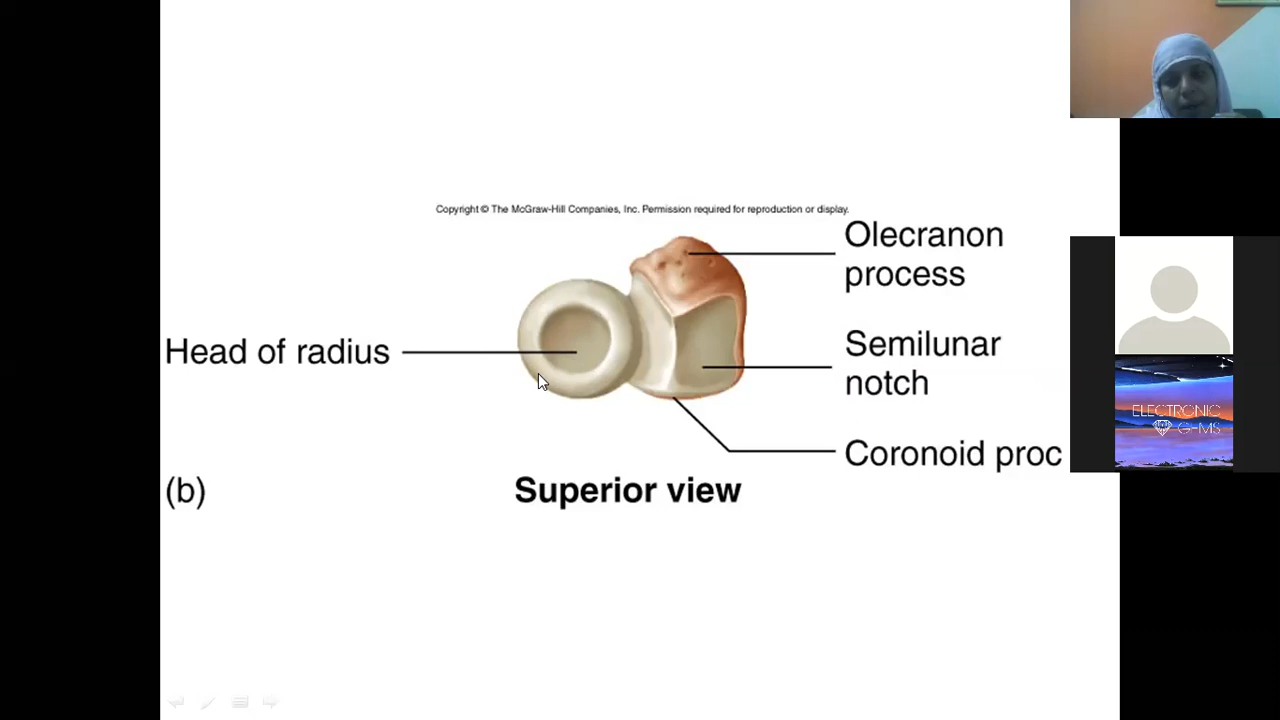 Copyright © The McGraw-Hill Companies, Inc. Permission required for reproduction or display.
Olecranon
process
Head of radius
Semilunar
notch
Coronoid proc
(b)
Superior view
ELECTRONIC
GEMS